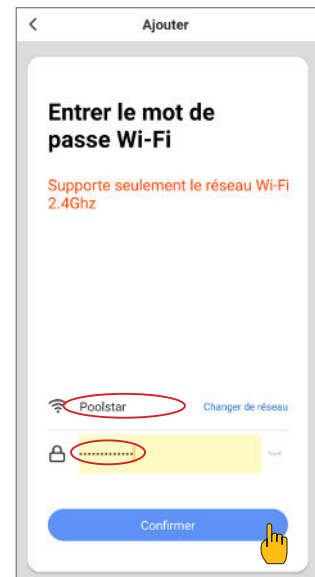 Ajouter
Entrer le mot de
passe Wi-Fi
Supporte seulement le réseau Wi-Fi
2.4Ghz
Poolstar
Changer de réseau
•••••••••••••
Confirmer